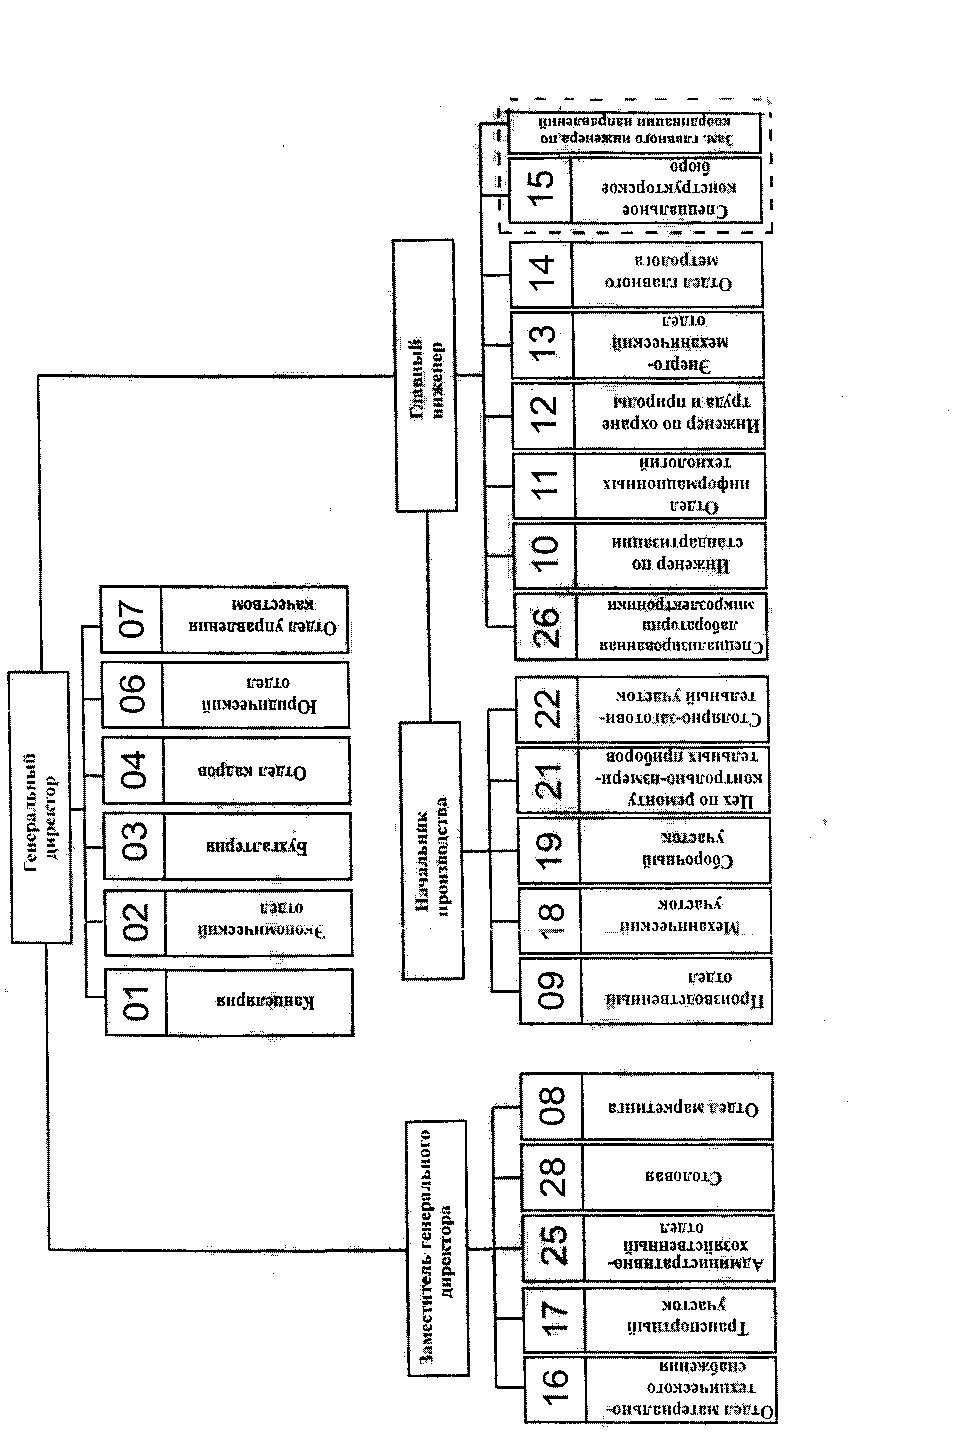 Генеральный
директор
01
Канцелярия
02
Экономический
отдел
03
Бухгалтерия
04
Отдел кадров
06
Юридический
отдел
07
Отдел управления
качеством
Заместитель генерального
директора
16
Отдел материально-
технического
снабжения
17
Транспортный
участок
25
Административно-
хозяйственный
отдел
28
Столовая
08
Отдел маркетинга
Начальник
производства
09
Производственный
отдел
18
Механический
участок
19
Сборочный
участок
21
Цех по ремонту
контрольно-измери-
тельных приборов
22
Столярно-заготови-
тельный участок
Главный
инженер
26
Специализированная
лаборатория
микроэлектроники
10
Инженер по
стандартизации
11
Отдел
информационных
технологий
12
Инженер по охране
труда и природы
13
Энерго-
механический
отдел
14
Отдел главного
метролога
15
Специальное
конструкторское
бюро
Зам. главного инженера по
координации направлений